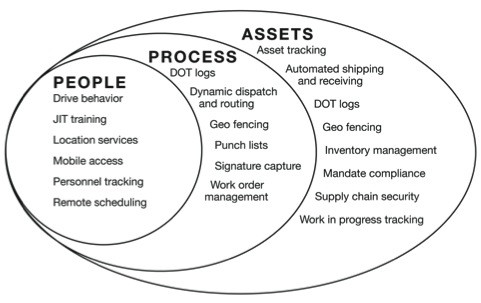 ASSETS
Asset tracking
Automated shipping
and receiving
DOT logs
Geo fencing
Inventory management
Mandate compliance
Supply chain security
Work in progress tracking
PROCESS
DOT logs
Dynamic dispatch
and routing
Geo fencing
Punch lists
Signature capture
Work order
management
PEOPLE
Drive behavior
JIT training
Location services
Mobile access
Personnel tracking
Remote scheduling